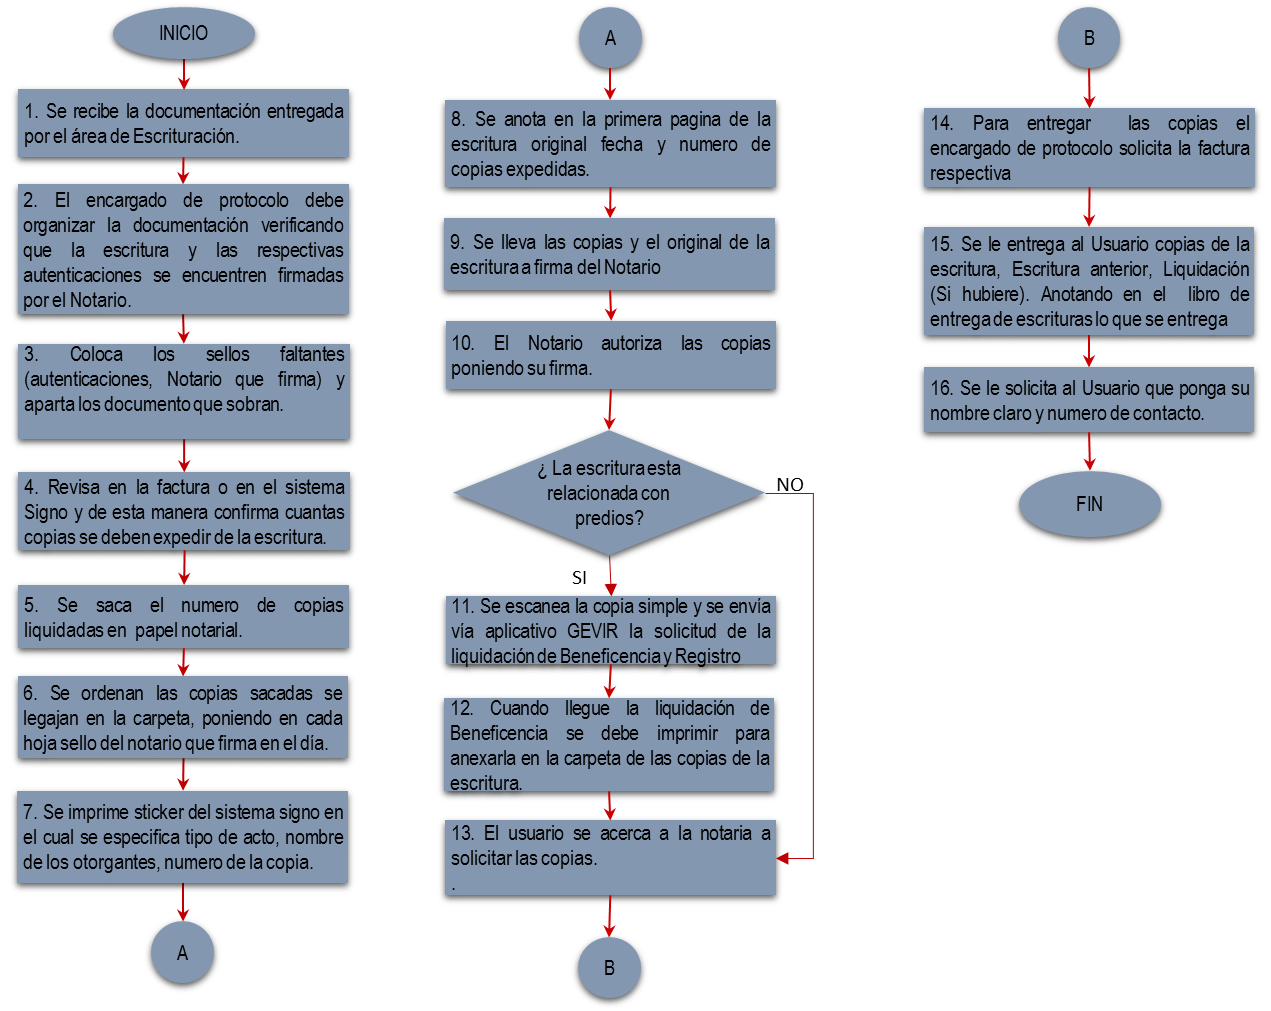 INICIO
1. Se recibe la documentación entregada
por el área de Escrituración.
2. El encargado de protocolo debe
organizar la documentación verificando
que la escritura y las respectivas
autenticaciones se encuentren firmadas
por el Notario.
3. Coloca los sellos faltantes
(autenticaciones, Notario que firma) y
aparta los documento que sobran.
4. Revisa en la factura o en el sistema
Signo y de esta manera confirma cuantas
copias se deben expedir de la escritura.
5. Se saca el numero de copias
liquidadas en papel notarial.
6. Se ordenan las copias sacadas se
legajan en la carpeta, poniendo en cada
hoja sello del notario que firma en el día.
7. Se imprime sticker del sistema signo en
el cual se especifica tipo de acto, nombre
de los otorgantes, numero de la copia.
A
A
8. Se anota en la primera pagina de la
escritura original fecha y numero de
copias expedidas.
9. Se lleva las copias y el original de la
escritura a firma del Notario
10. El Notario autoriza las copias
poniendo su firma.
¿ La escritura esta
relacionada con
predios?
NO
SI
11. Se escanea la copia simple y se envía
vía aplicativo GEVIR la solicitud de la
liquidación de Beneficencia y Registro
12. Cuando llegue la liquidación de
Beneficencia se debe imprimir para
anexarla en la carpeta de las copias de la
escritura.
13. El usuario se acerca a la notaria a
solicitar las copias.
.
B
B
14. Para entregar las copias el
encargado de protocolo solicita la factura
respectiva
15. Se le entrega al Usuario copias de la
escritura, Escritura anterior, Liquidación
(Si hubiere). Anotando en el libro de
entrega de escrituras lo que se entrega
16. Se le solicita al Usuario que ponga su
nombre claro y numero de contacto.
FIN